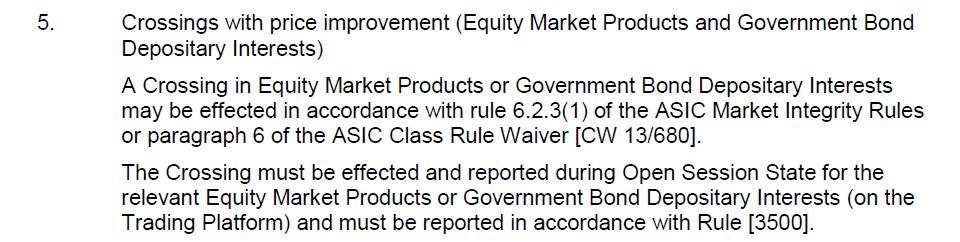 5. Crossings with price improvement (Equity Market Products and Government Bond
Depositary Interests)
A Crossing in Equity Market Products or Government Bond Depositary Interests
may be effected in accordance with rule 6.2.3(1) of the ASIC Market Integrity Rules
or paragraph 6 of the ASIC Class Rule Waiver [CW 13/680].
The Crossing must be effected and reported during Open Session State for the
relevant Equity Market Products or Government Bond Depositary Interests (on the
Trading Platform) and must be reported in accordance with Rule [3500].